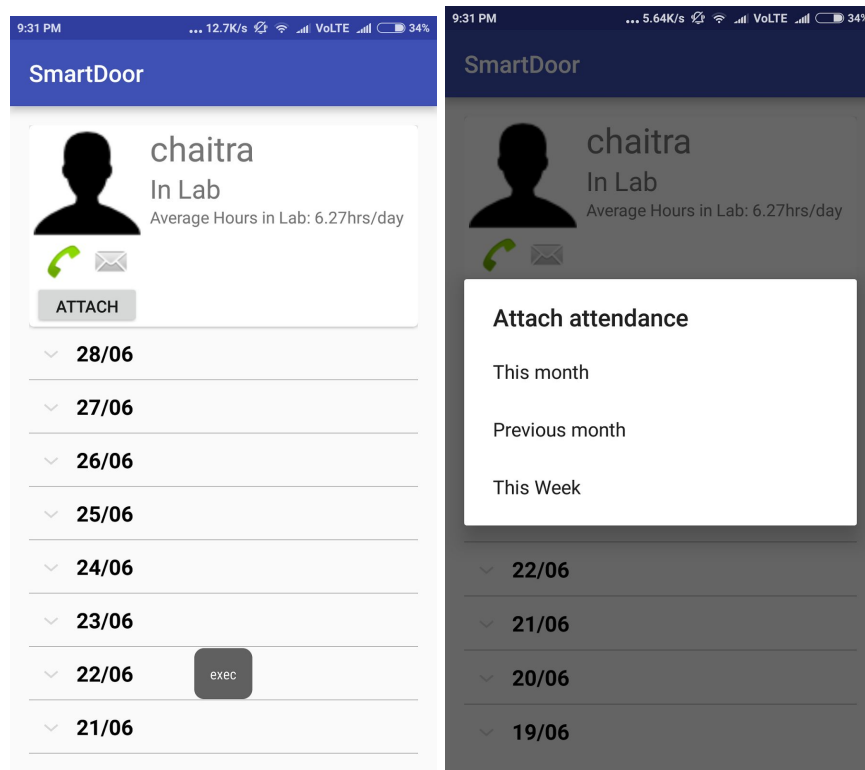 9:31 PM ... 12.7K/s VoLTE 34%
SmartDoor
chaitra
In Lab
Average Hours in Lab: 6.27hrs/day
ATTACH
28/06
27/06
26/06
25/06
24/06
23/06
22/06
exec
21/06
9:31 PM ... 5.64K/s VoLTE 34%
SmartDoor
chaitra
In Lab
Average Hours in Lab: 6.27hrs/day
Attach attendance
This month
Previous month
This Week
22/06
21/06
20/06
19/06